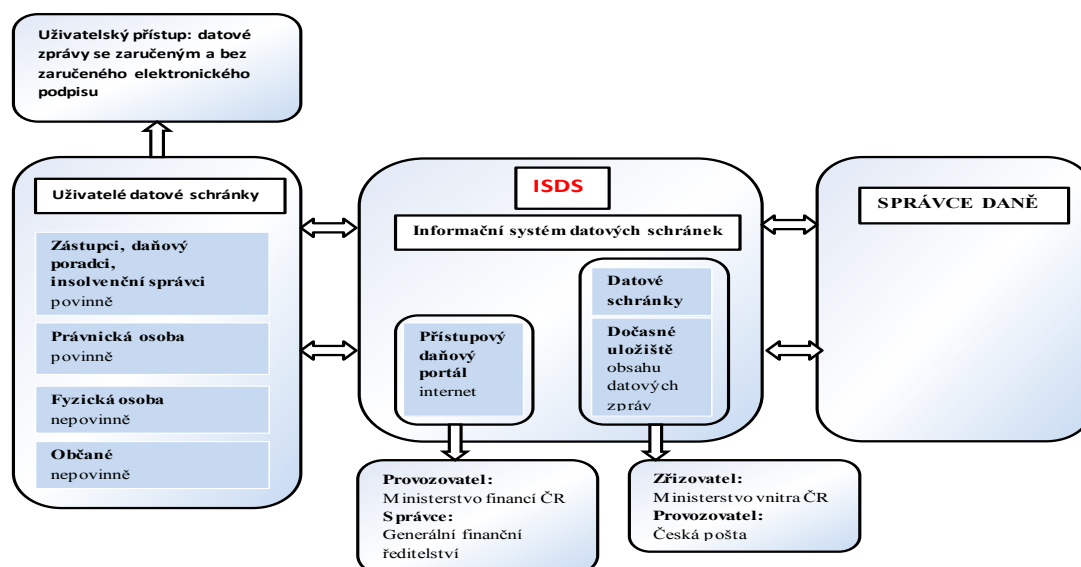 Uživatelský přístup: datové
zprávy se zaručeným a bez
zaručeného elektronického
podpisu
Uživatelé datové schránky
Zástupci, daňový
poradci,
insolvenční správci
povinně
Právnická osoba
povinně
Fyzická osoba
nepovinně
Občané
nepovinně
ISDS
Informační systém datových schránek
Přístupový
daňový
portál
internet
Datové
schránky
Dočasné
uložiště
obsahu
datových
zpráv
SPRÁVCE DANĚ
Provozovatel:
Ministerstvo financí ČR
Správce:
Generální finanční
ředitelství
Zřizovatel:
Ministerstvo vnitra ČR
Provozovatel:
Česká pošta